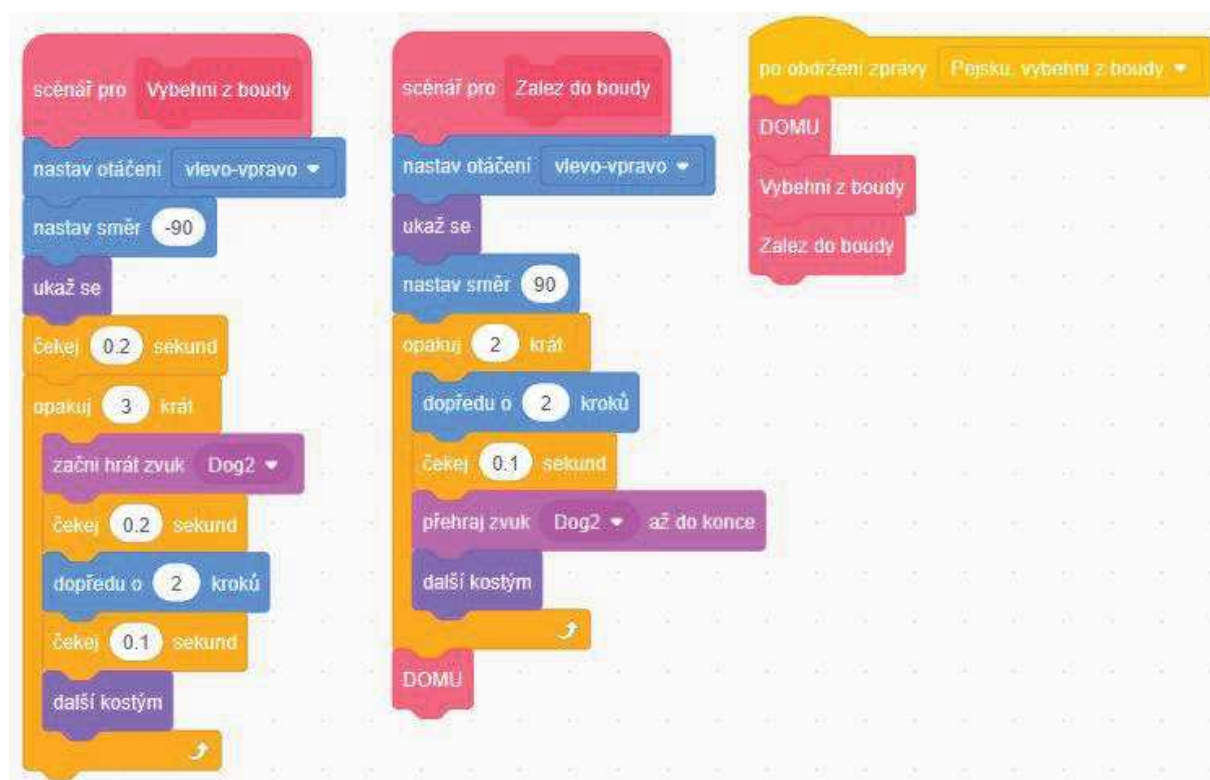 scénář pro Vyběhni z boudy
nastav otáčení vlevo-vpravo
nastav směr -90
ukaž se
čekej 0.2 sekund
opakuj 3 krát
začni hrát zvuk Dog2
čekej 0.2 sekund
dopředu o 2 kroků
čekej 0.1 sekund
další kostým
scénář pro Zalez do boudy
nastav otáčení vlevo-vpravo
ukaž se
nastav směr 90
opakuj 2 krát
dopředu o 2 kroků
čekej 0.1 sekund
přehraj zvuk Dog2 až do konce
další kostým
DOMU
po obdržení zprávy Pejsku, vyběhni z boudy
DOMU
Vyběhni z boudy
Zalez do boudy